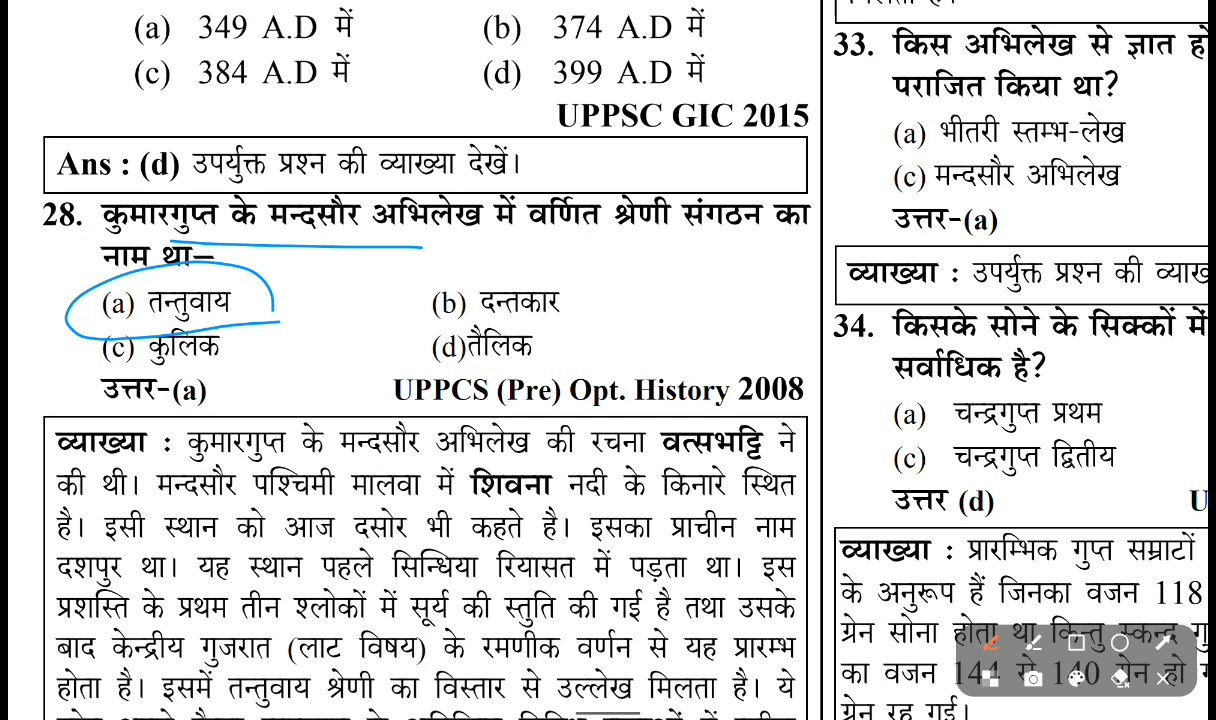 (a) 349 A.D में (b) 374 A.D में
(c) 384 A.D में (d) 399 A.D में
UPPSC GIC 2015
Ans : (d) उपर्युक्त प्रश्न की व्याख्या देखें।
28. कुमारगुप्त के मन्दसौर अभिलेख में वर्णित श्रेणी संगठन का
नाम था–
(a) तन्तुवाय (b) दन्तकार
(c) कुलिक (d)तैलिक
उत्तर-(a) UPPCS (Pre) Opt. History 2008
व्याख्या : कुमारगुप्त के मन्दसौर अभिलेख की रचना वत्सभट्टि ने
की थी। मन्दसौर पश्चिमी मालवा में शिवना नदी के किनारे स्थित
है। इसी स्थान को आज दसोर भी कहते है। इसका प्राचीन नाम
दशपुर था। यह स्थान पहले सिन्धिया रियासत में पड़ता था। इस
प्रशस्ति के प्रथम तीन श्लोकों में सूर्य की स्तुति की गई है तथा उसके
बाद केन्द्रीय गुजरात (लाट विषय) के रमणीक वर्णन से यह प्रारम्भ
होता है। इसमें तन्तुवाय श्रेणी का विस्तार से उल्लेख मिलता है। ये
33. किस अभिलेख से ज्ञात हो
पराजित किया था?
(a) भीतरी स्तम्भ-लेख
(c) मन्दसौर अभिलेख
उत्तर-(a)
व्याख्या : उपर्युक्त प्रश्न की व्याख
34. किसके सोने के सिक्कों में
सर्वाधिक है?
(a) चन्द्रगुप्त प्रथम
(c) चन्द्रगुप्त द्वितीय
उत्तर (d) U
व्याख्या : प्रारम्भिक गुप्त सम्राटों
के अनुरूप हैं जिनका वजन 118
ग्रेन सोना होता था किन्तु स्कन्द गु
का वजन 144 से 140 ग्रेन हो
ग्रेन रह गई।